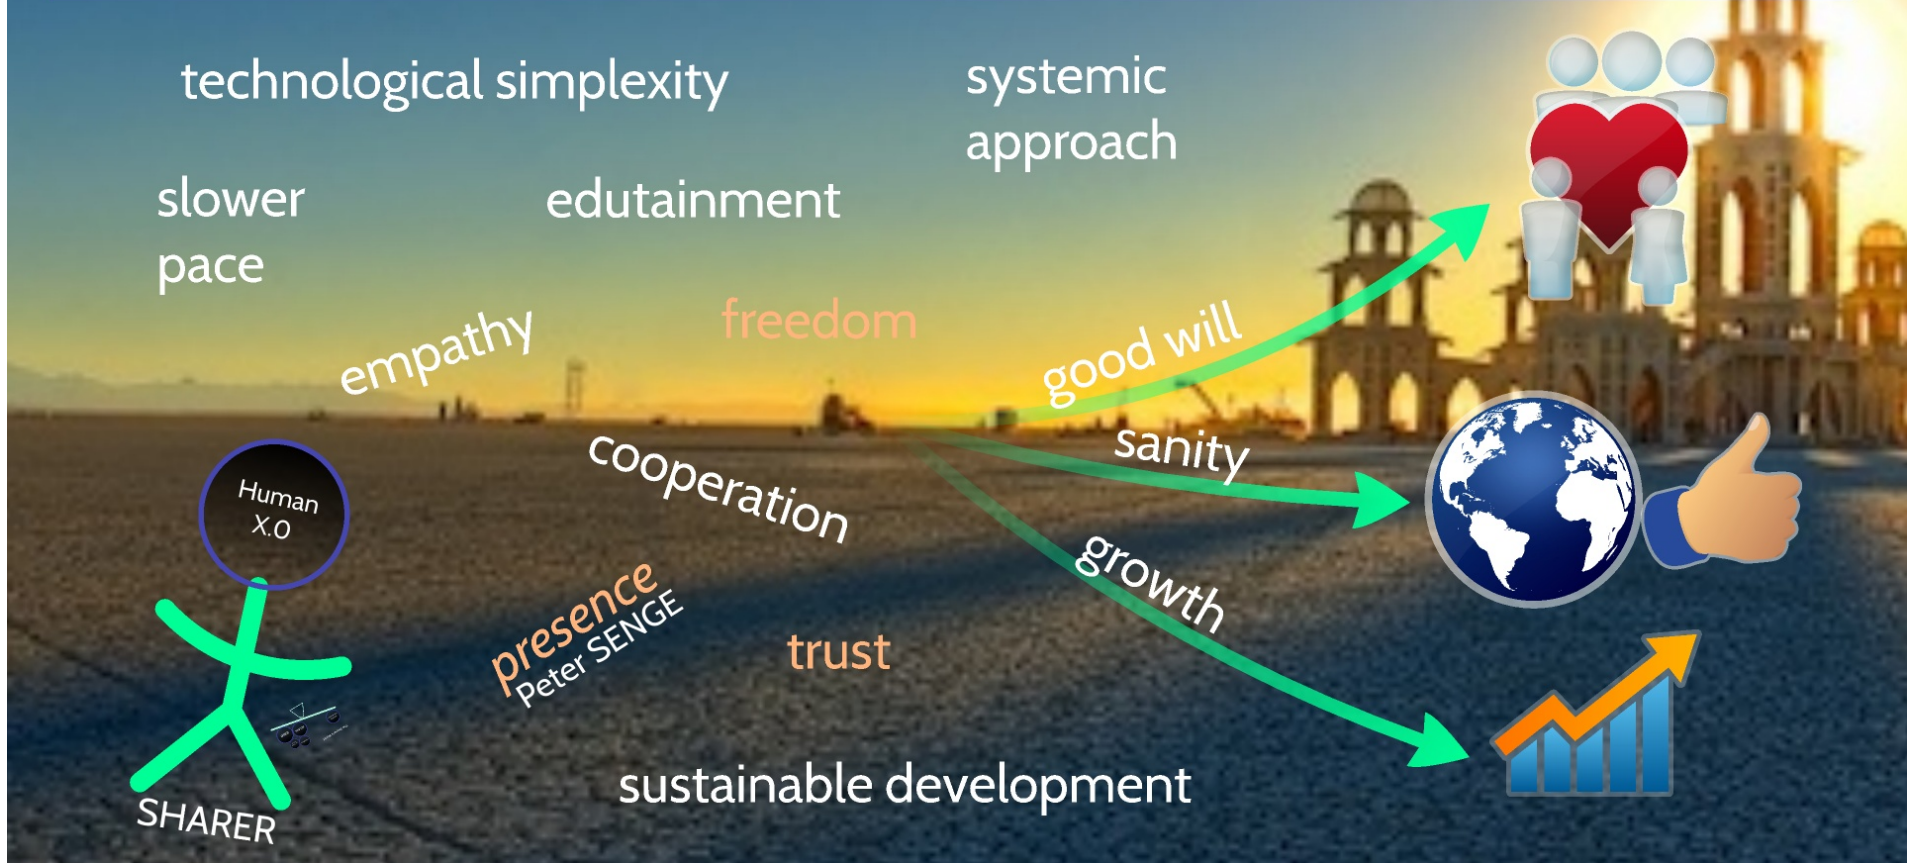 technological simplexity
systemic
approach
slower
pace
edutainment
empathy
freedom
good will
cooperation
sanity
Human
X.0
presence
Peter SENGE
growth
trust
sustainable development
SHARER